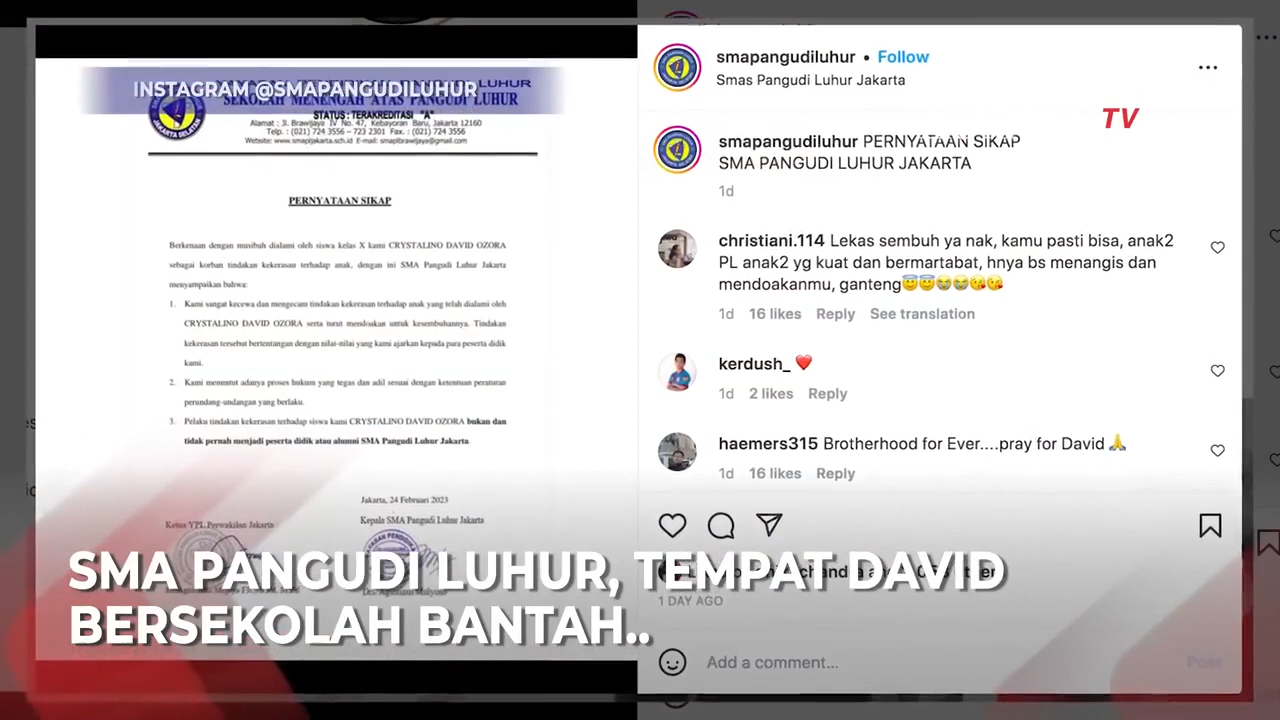 INSTAGRAM @SMAPANGUDILUHUR
SEKOLAH MENENGAH ATAS PANGUDI LUHUR
STATUS : TERAKREDITASI "A"
Alamat : Jl. Brawijaya IV No. 47, Kebayoran Baru, Jakarta 12160
Telp. : (021) 724 3556 – 723 2301 Fax. : (021) 724 3556
Website: www.smapljakarta.sch.id E-mail: smaplbrawijaya@gmail.com
PERNYATAAN SIKAP
Berkenaan dengan musibah dialami oleh siswa kelas X kami CRYSTALINO DAVID OZORA
sebagai korban tindakan kekerasan terhadap anak, dengan ini SMA Pangudi Luhur Jakarta
menyampaikan bahwa:
1. Kami sangat kecewa dan mengecam tindakan kekerasan terhadap anak yang telah dialami oleh
CRYSTALINO DAVID OZORA serta turut mendoakan untuk kesembuhannya. Tindakan
kekerasan tersebut bertentangan dengan nilai-nilai yang kami ajarkan kepada para peserta didik
kami.
2. Kami menuntut adanya proses hukum yang tegas dan adil sesuai dengan ketentuan peraturan
perundang-undangan yang berlaku.
3. Pelaku tindakan kekerasan terhadap siswa kami CRYSTALINO DAVID OZORA bukan dan
tidak pernah menjadi peserta didik atau alumni SMA Pangudi Luhur Jakarta.
Jakarta, 24 Februari 2023
Ketua YPL Perwakilan Jakarta
Kepala SMA Pangudi Luhur Jakarta
smapangudiluhur • Follow
Smas Pangudi Luhur Jakarta
TV
smapangudiluhur PERNYATAAN SIKAP
SMA PANGUDI LUHUR JAKARTA
1d
christiani.114 Lekas sembuh ya nak, kamu pasti bisa, anak2
PL anak2 yg kuat dan bermartabat, hnya bs menangis dan
mendoakanmu, ganteng😇😇😭😭😘😘
1d 16 likes Reply See translation
kerdush_ ❤️
1d 2 likes Reply
haemers315 Brotherhood for Ever....pray for David 🙏
1d 16 likes Reply
1 DAY AGO
Add a comment...
Post
SMA PANGUDI LUHUR, TEMPAT DAVID
BERSEKOLAH BANTAH..